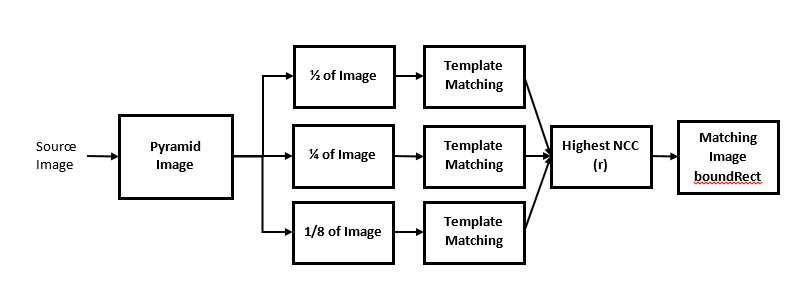 Source
Image
Pyramid
Image
½ of Image
Template
Matching
¼ of Image
Template
Matching
1/8 of Image
Template
Matching
Highest NCC
(r)
Matching
Image
boundRect